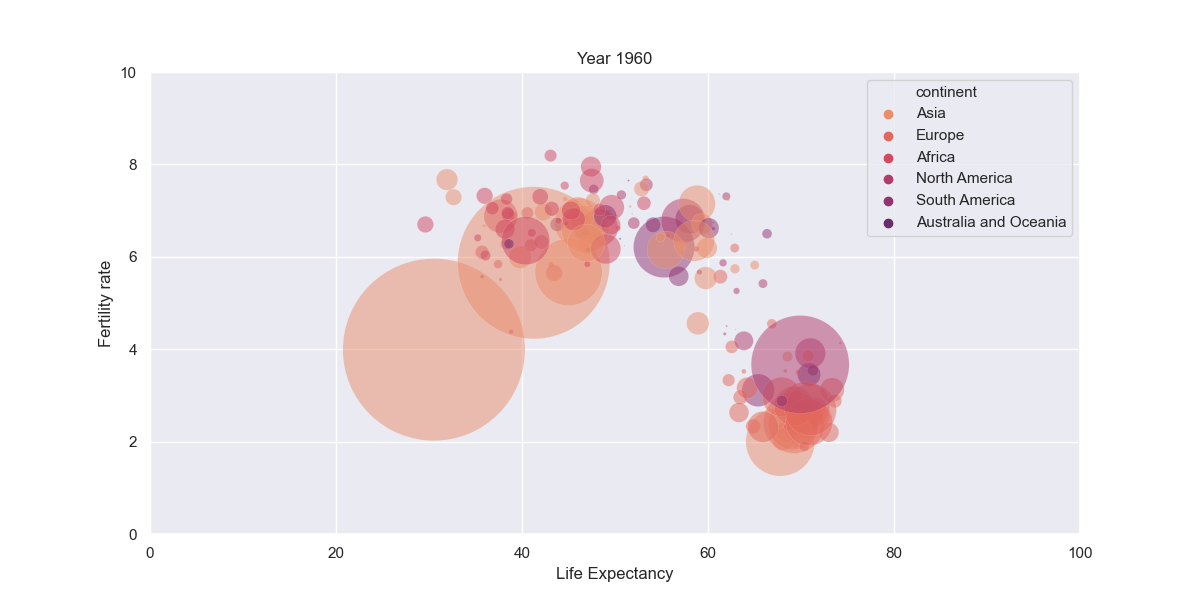 Year 1960
10
8
6
4
2
0
Fertility rate
0 20 40 60 80 100
Life Expectancy
continent
Asia
Europe
Africa
North America
South America
Australia and Oceania